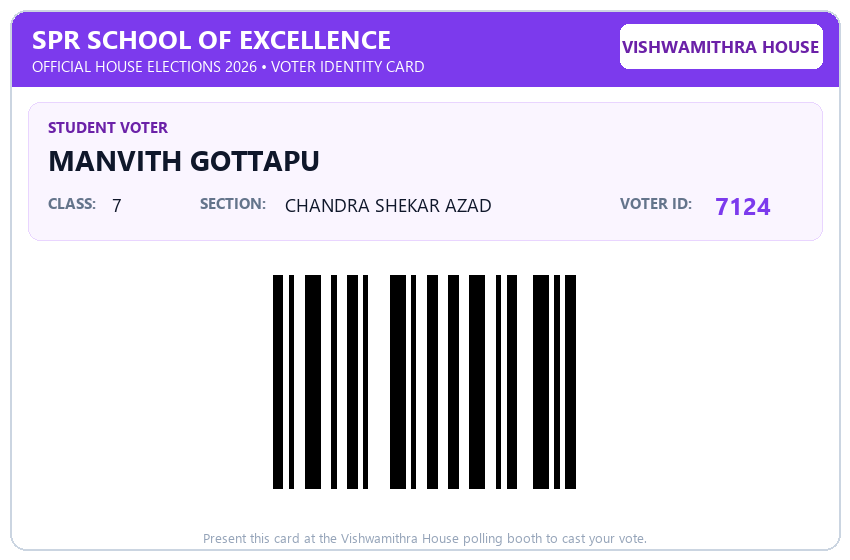 SPR SCHOOL OF EXCELLENCE
OFFICIAL HOUSE ELECTIONS 2026 • VOTER IDENTITY CARD
VISHWAMITHRA HOUSE
STUDENT VOTER
MANVITH GOTTAPU
CLASS: 7 SECTION: CHANDRA SHEKAR AZAD VOTER ID: 7124
Present this card at the Vishwamithra House polling booth to cast your vote.